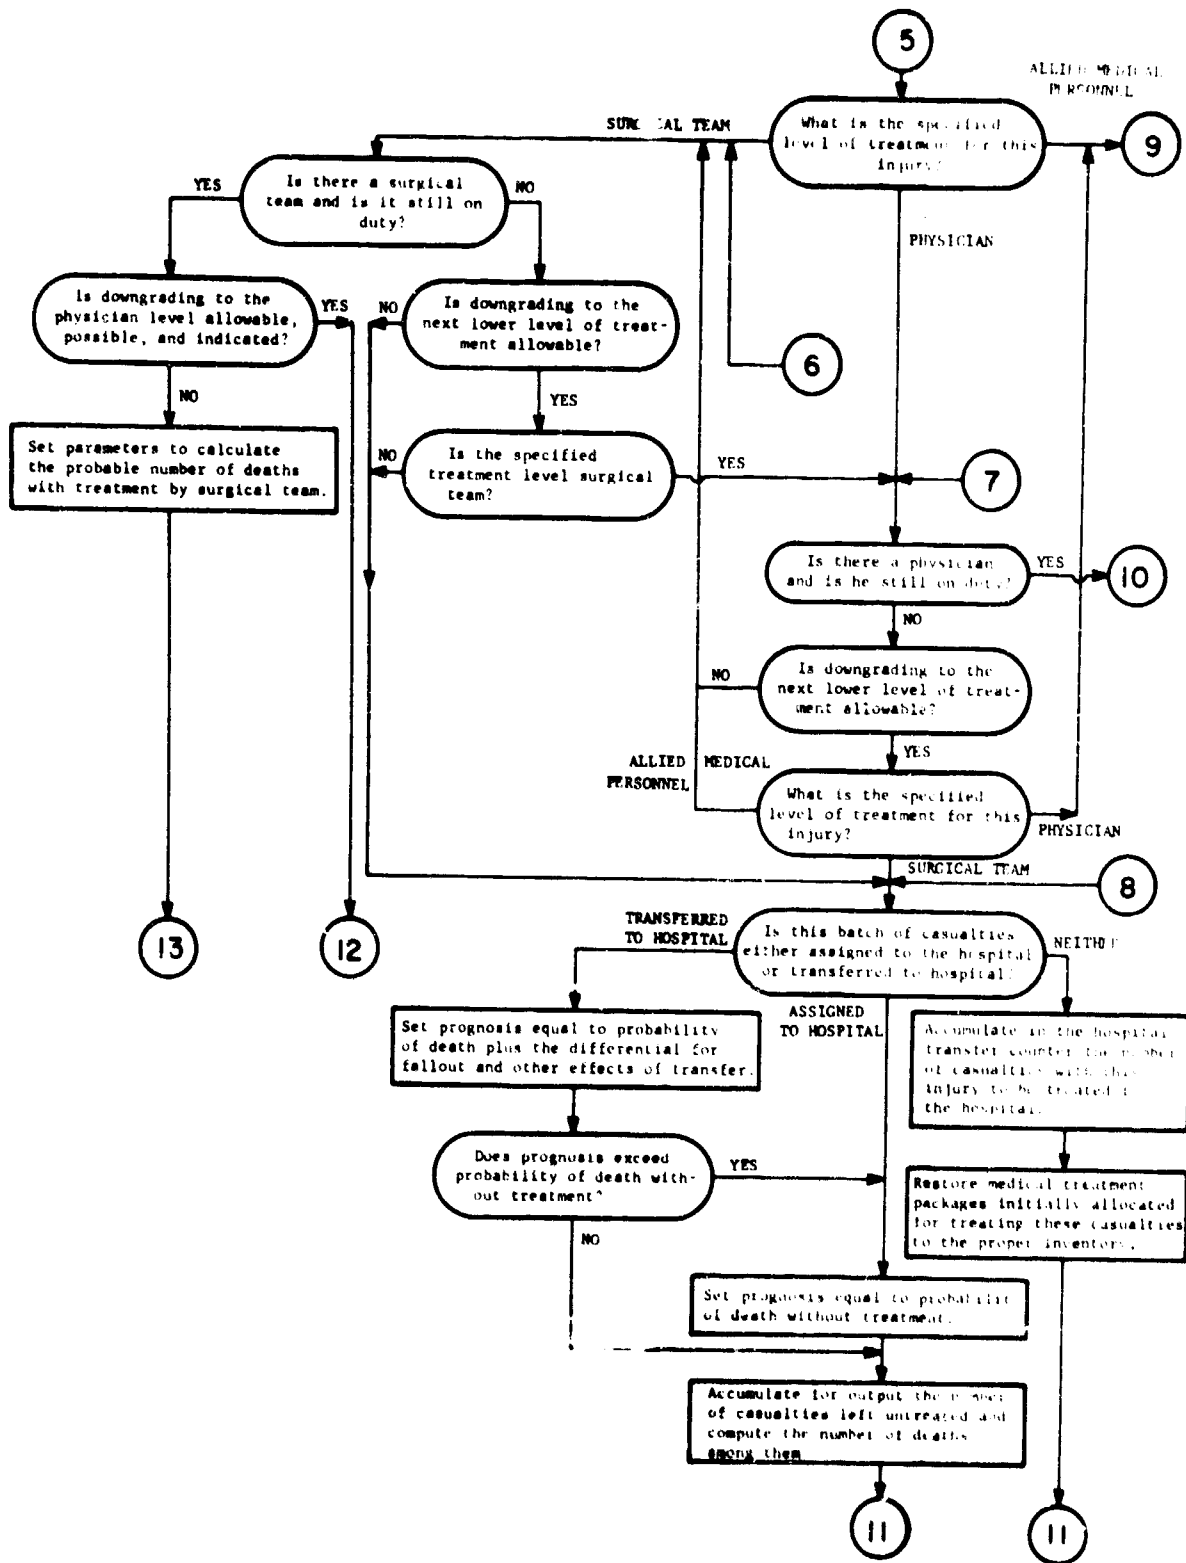 5
ALLIED MEDICAL
PERSONNEL
What is the specified
level of treatment for this
injury?
9
SURGICAL TEAM
Is there a surgical
team and is it still on
duty?
YES
NO
PHYSICIAN
Is downgrading to the
physician level allowable,
possible, and indicated?
YES
NO
Is downgrading to the
next lower level of treat-
ment allowable?
6
NO
YES
Set parameters to calculate
the probable number of deaths
with treatment by surgical team.
NO
Is the specified
treatment level surgical
team?
YES
7
Is there a physician
and is he still on duty?
YES
10
NO
Is downgrading to the
next lower level of treat-
ment allowable?
NO
YES
ALLIED MEDICAL
PERSONNEL
What is the specified
level of treatment for this
injury?
PHYSICIAN
SURGICAL TEAM
8
13
12
TRANSFERRED
TO HOSPITAL
Is this batch of casualties
either assigned to the hospital
or transferred to hospital?
NEITHER
ASSIGNED
TO HOSPITAL
Set prognosis equal to probability
of death plus the differential for
fallout and other effects of transfer.
Accumulate in the hospital
transfer counter the number
of casualties with this
injury to be treated
the hospital.
Does prognosis exceed
probability of death with-
out treatment?
YES
NO
Restore medical treatment
packages initially allocated
for treating these casualties
to the proper inventory.
Set prognosis equal to probabilit
of death without treatment.
Accumulate for output the number
of casualties left untreated and
compute the number of deaths
among them
11
11